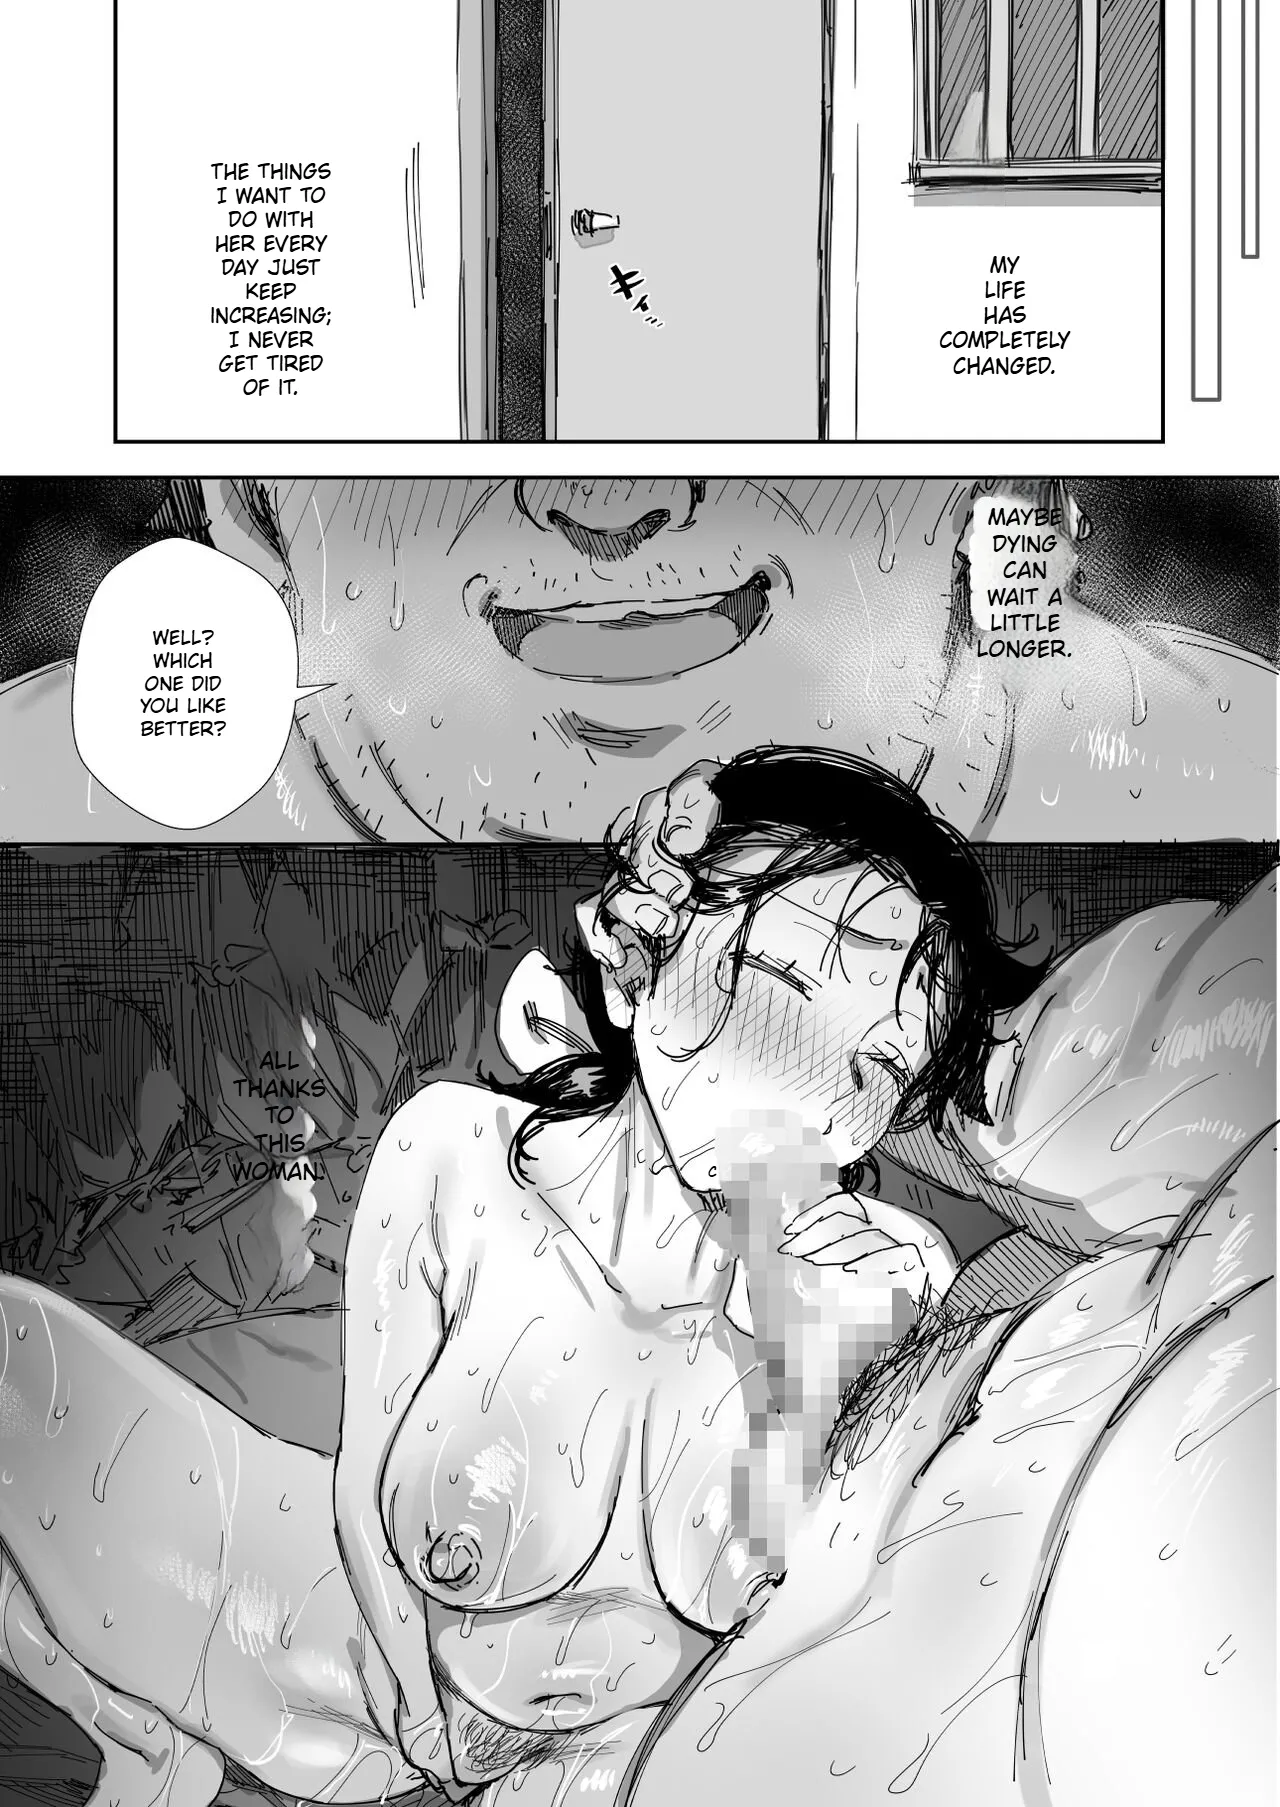 MY
LIFE
HAS
COMPLETELY
CHANGED.
THE THINGS
I WANT TO
DO WITH
HER EVERY
DAY JUST
KEEP
INCREASING;
I NEVER
GET TIRED
OF IT.
MAYBE
DYING
CAN
WAIT A
LITTLE
LONGER.
WELL?
WHICH
ONE DID
YOU LIKE
BETTER?
ALL
THANKS
TO
THIS
WOMAN.